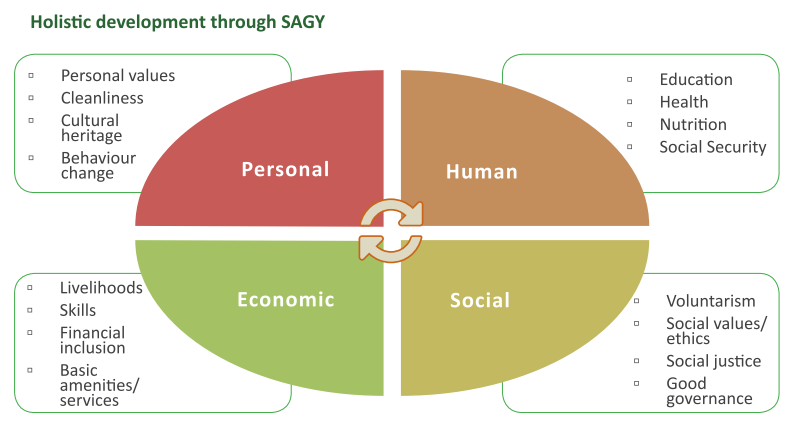 Holistic development through SAGY
▫ Personal values
▫ Cleanliness
▫ Cultural
heritage
▫ Behaviour
change
Personal
▫ Education
▫ Health
▫ Nutrition
▫ Social Security
Human
▫ Livelihoods
▫ Skills
▫ Financial
inclusion
▫ Basic
amenities/
services
Economic
▫ Voluntarism
▫ Social values/
ethics
▫ Social justice
▫ Good
governance
Social